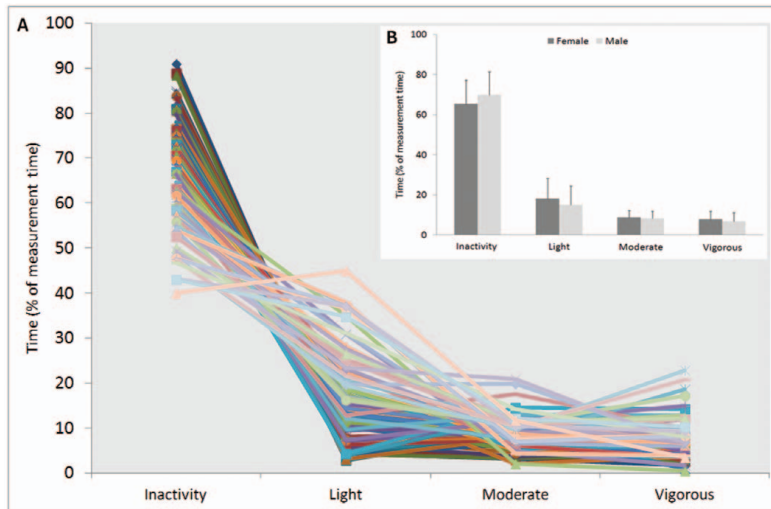 A
Time (% of measurement time)
100
90
80
70
60
50
40
30
20
10
0
Inactivity Light Moderate Vigorous
B
Female Male
Time (% of measurement time)
100
80
60
40
20
0
Inactivity Light Moderate Vigorous